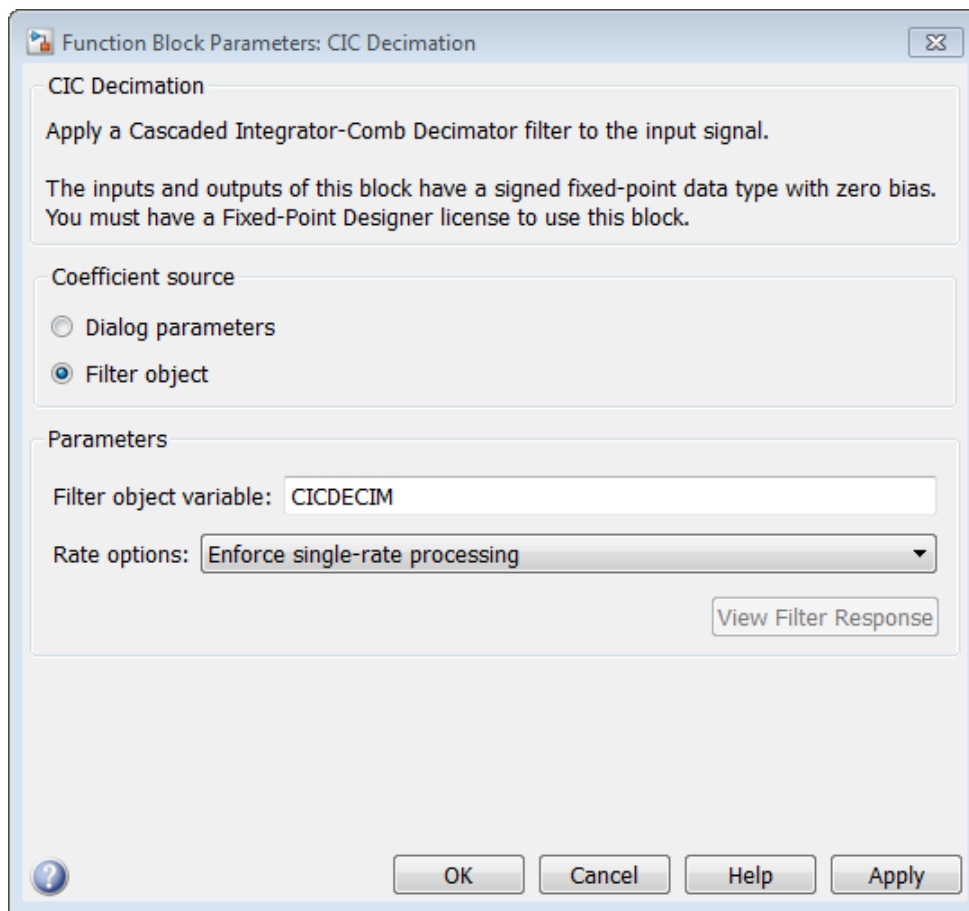 Function Block Parameters: CIC Decimation
CIC Decimation
Apply a Cascaded Integrator-Comb Decimator filter to the input signal.
The inputs and outputs of this block have a signed fixed-point data type with zero bias.
You must have a Fixed-Point Designer license to use this block.
Coefficient source
Dialog parameters
Filter object
Parameters
Filter object variable: CICDECIM
Rate options: Enforce single-rate processing
View Filter Response
? OK Cancel Help Apply